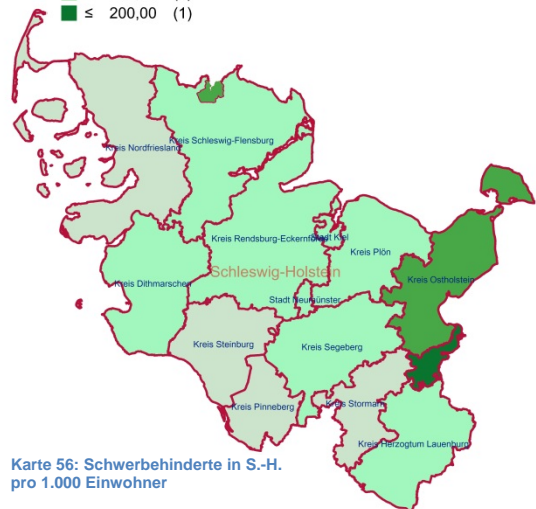 ≤ 200,00 (1)
Kreis Nordfriesland
Kreis Schleswig-Flensburg
Kreis Rendsburg-Eckernförde
Stadt Kiel
Kreis Plön
Schleswig-Holstein
Kreis Ostholstein
Kreis Dithmarschen
Stadt Neumünster
Kreis Steinburg
Kreis Segeberg
Kreis Pinneberg
Kreis Stormarn
Kreis Herzogtum Lauenburg
Karte 56: Schwerbehinderte in S.-H.
pro 1.000 Einwohner